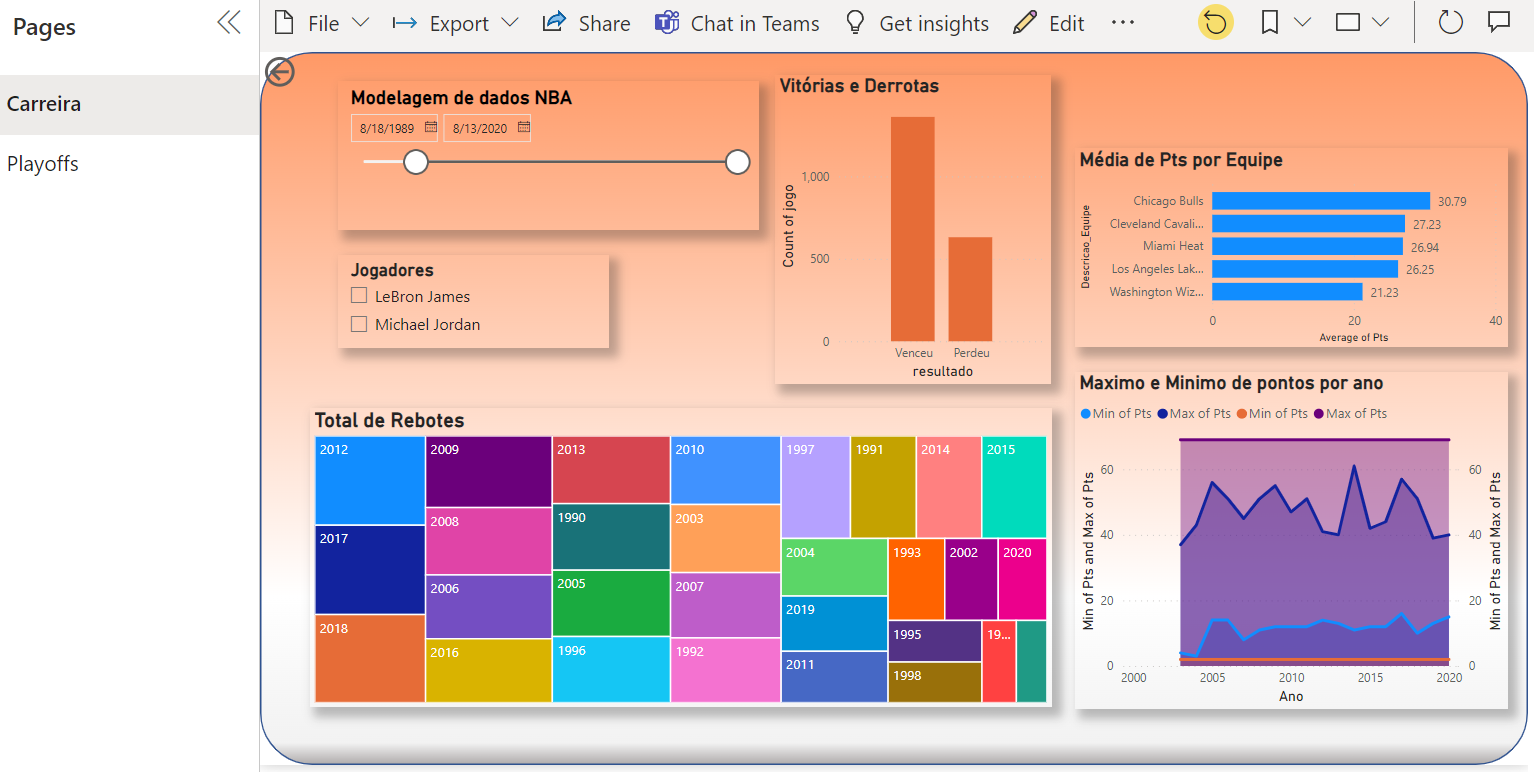 Pages
File
Export
Share
Chat in Teams
Get insights
Edit
Carreira
Playoffs
Modelagem de dados NBA
8/18/1989
8/13/2020
Jogadores
LeBron James
Michael Jordan
Vitórias e Derrotas
Count of jogo
1,000
500
0
Venceu
Perdeu
resultado
Média de Pts por Equipe
Descricao_Equipe
Chicago Bulls 30.79
Cleveland Cavali... 27.23
Miami Heat 26.94
Los Angeles Lak... 26.25
Washington Wiz... 21.23
0 20 40
Average of Pts
Total de Rebotes
2012
2017
2018
2009
2008
2006
2016
2013
1990
2005
1996
2010
2003
2007
1992
1997
1991
2014
2015
2004
2019
2011
1993
2002
2020
1995
1998
19...
Maximo e Minimo de pontos por ano
Min of Pts Max of Pts Min of Pts Max of Pts
Min of Pts and Max of Pts
60
40
20
0
2000 2005 2010 2015 2020
Ano
60
40
20
0
Min of Pts and Max of Pts